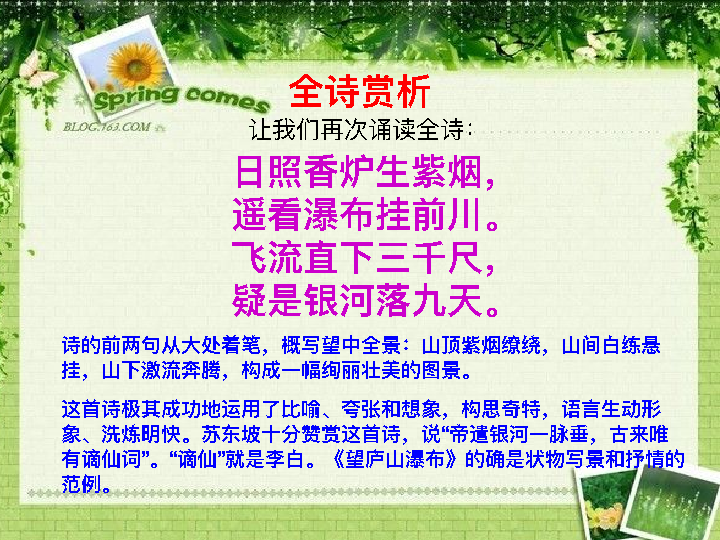 Spring comes
BLOG.163.COM
全诗赏析
让我们再次诵读全诗：
日照香炉生紫烟，
遥看瀑布挂前川。
飞流直下三千尺，
疑是银河落九天。
诗的前两句从大处着笔，概写望中全景：山顶紫烟缭绕，山间白练悬
挂，山下激流奔腾，构成一幅绚丽壮美的图景。
这首诗极其成功地运用了比喻、夸张和想象，构思奇特，语言生动形
象、洗炼明快。苏东坡十分赞赏这首诗，说“帝遣银河一脉垂，古来唯
有谪仙词”。“谪仙”就是李白。《望庐山瀑布》的确是状物写景和抒情的
范例。